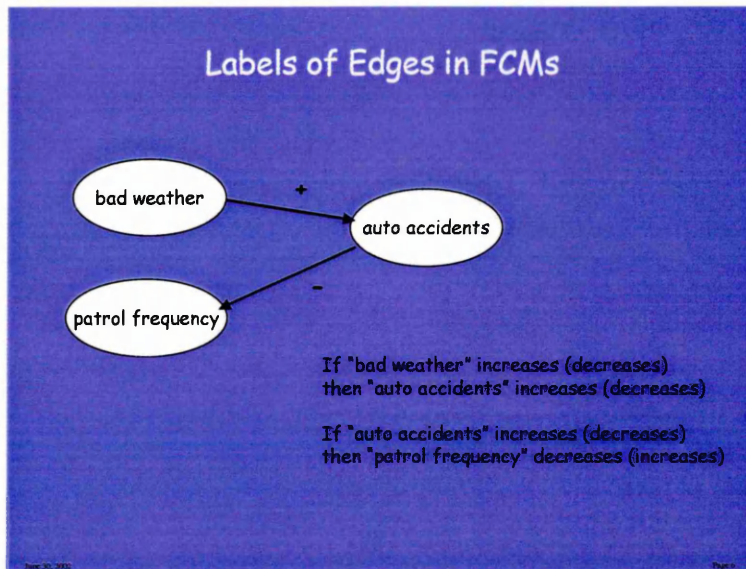 Labels of Edges in FCMs
bad weather
+
auto accidents
-
patrol frequency
If "bad weather" increases (decreases)
then "auto accidents" increases (decreases)
If "auto accidents" increases (decreases)
then "patrol frequency" decreases (increases)